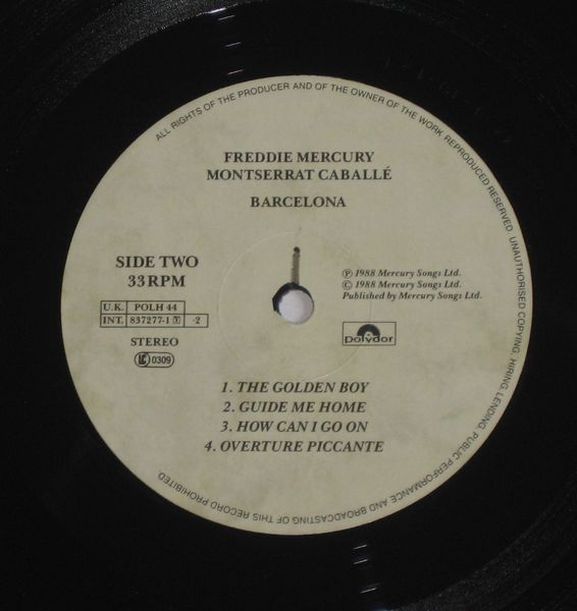 ALL RIGHTS OF THE PRODUCER AND OF THE OWNER OF THE WORK REPRODUCED RESERVED. UNAUTHORISED COPYING, HIRING, LENDING, PUBLIC PERFORMANCE AND BROADCASTING OF THIS RECORD PROHIBITED
FREDDIE MERCURY
MONTSERRAT CABALLÉ
BARCELONA
SIDE TWO
33RPM
U.K. POLH 44
INT. 837277-1 Y -2
STEREO
LC 0309
Ⓟ 1988 Mercury Songs Ltd.
© 1988 Mercury Songs Ltd.
Published by Mercury Songs Ltd.
polydor
1. THE GOLDEN BOY
2. GUIDE ME HOME
3. HOW CAN I GO ON
4. OVERTURE PICCANTE